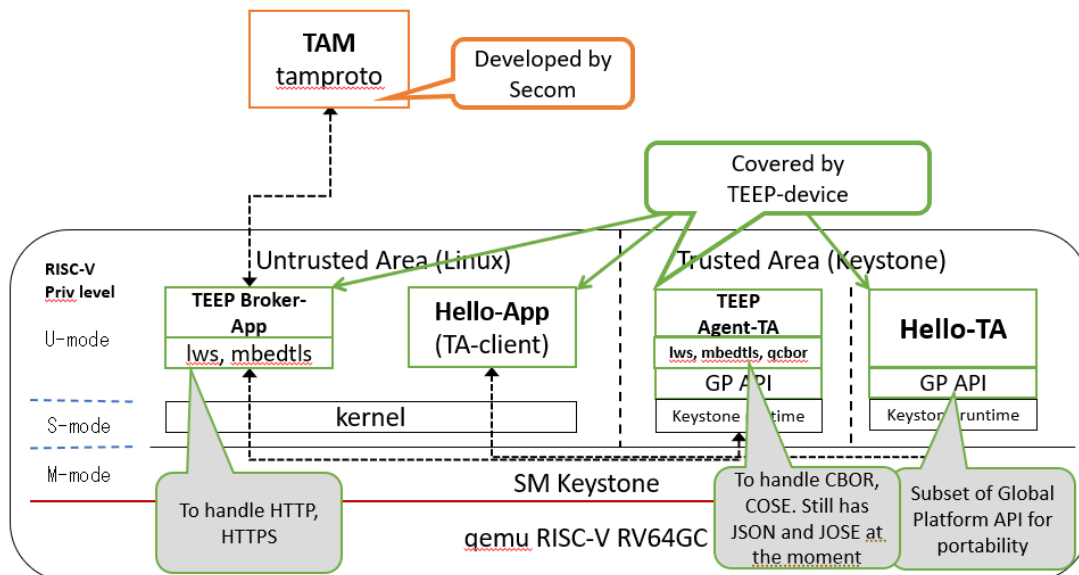 TAM
tamproto
Developed by
Secom
Covered by
TEEP-device
RISC-V
Priv level
Untrusted Area (Linux)
Trusted Area (Keystone)
U-mode
TEEP Broker-
App
lws, mbedtls
Hello-App
(TA-client)
TEEP
Agent-TA
lws, mbedtls, qcbor
GP API
Keystone
Hello-TA
GP API
runtime
S-mode
kernel
M-mode
SM Keystone
To handle HTTP,
HTTPS
To handle CBOR,
COSE. Still has
JSON and JOSE at
the moment
Subset of Global
Platform API for
portability
qemu RISC-V RV64GC